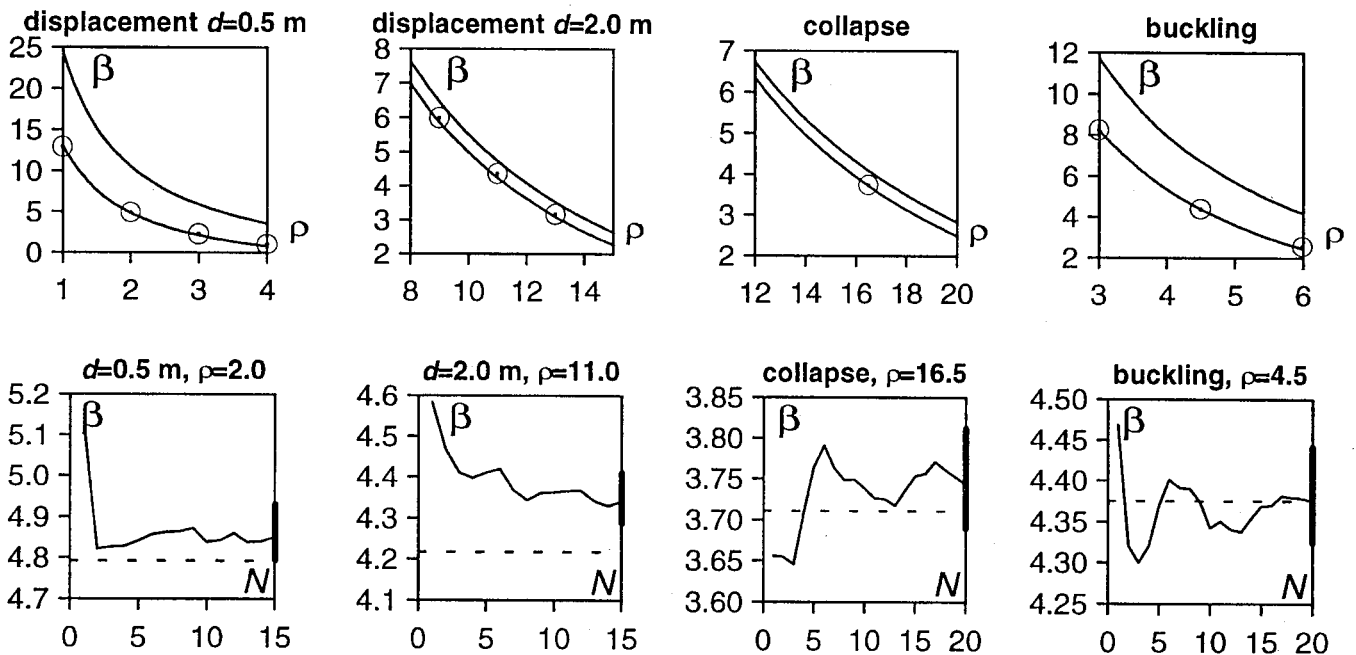 displacement d=0.5 m
25
20
15
10
5
0
β
ρ
1 2 3 4
displacement d=2.0 m
8
7
6
5
4
3
2
β
ρ
8 10 12 14
collapse
7
6
5
4
3
2
β
ρ
12 14 16 18 20
buckling
12
10
8
6
4
2
β
ρ
3 4 5 6
d=0.5 m, ρ=2.0
5.2
5.1
5.0
4.9
4.8
4.7
β
N
0 5 10 15
d=2.0 m, ρ=11.0
4.6
4.5
4.4
4.3
4.2
4.1
β
N
0 5 10 15
collapse, ρ=16.5
3.85
3.80
3.75
3.70
3.65
3.60
β
N
0 5 10 15 20
buckling, ρ=4.5
4.50
4.45
4.40
4.35
4.30
4.25
β
N
0 5 10 15 20